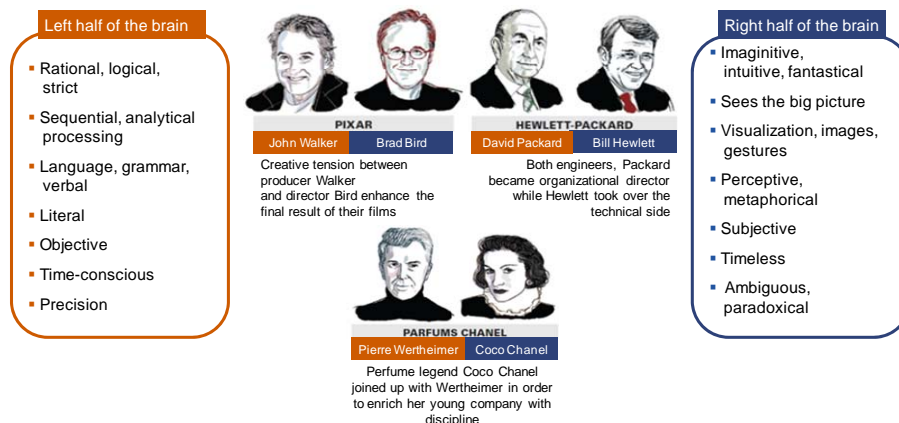 Left half of the brain
▪ Rational, logical,
strict
▪ Sequential, analytical
processing
▪ Language, grammar,
verbal
▪ Literal
▪ Objective
▪ Time-conscious
▪ Precision
PIXAR
John Walker
Brad Bird
Creative tension between
producer Walker
and director Bird enhance the
final result of their films
HEWLETT-PACKARD
David Packard
Bill Hewlett
Both engineers, Packard
became organizational director
while Hewlett took over the
technical side
PARFUMS CHANEL
Pierre Wertheimer
Coco Chanel
Perfume legend Coco Chanel
joined up with Wertheimer in order
to enrich her young company with
discipline
Right half of the brain
▪ Imaginitive,
intuitive, fantastical
▪ Sees the big picture
▪ Visualization, images,
gestures
▪ Perceptive,
metaphorical
▪ Subjective
▪ Timeless
▪ Ambiguous,
paradoxical